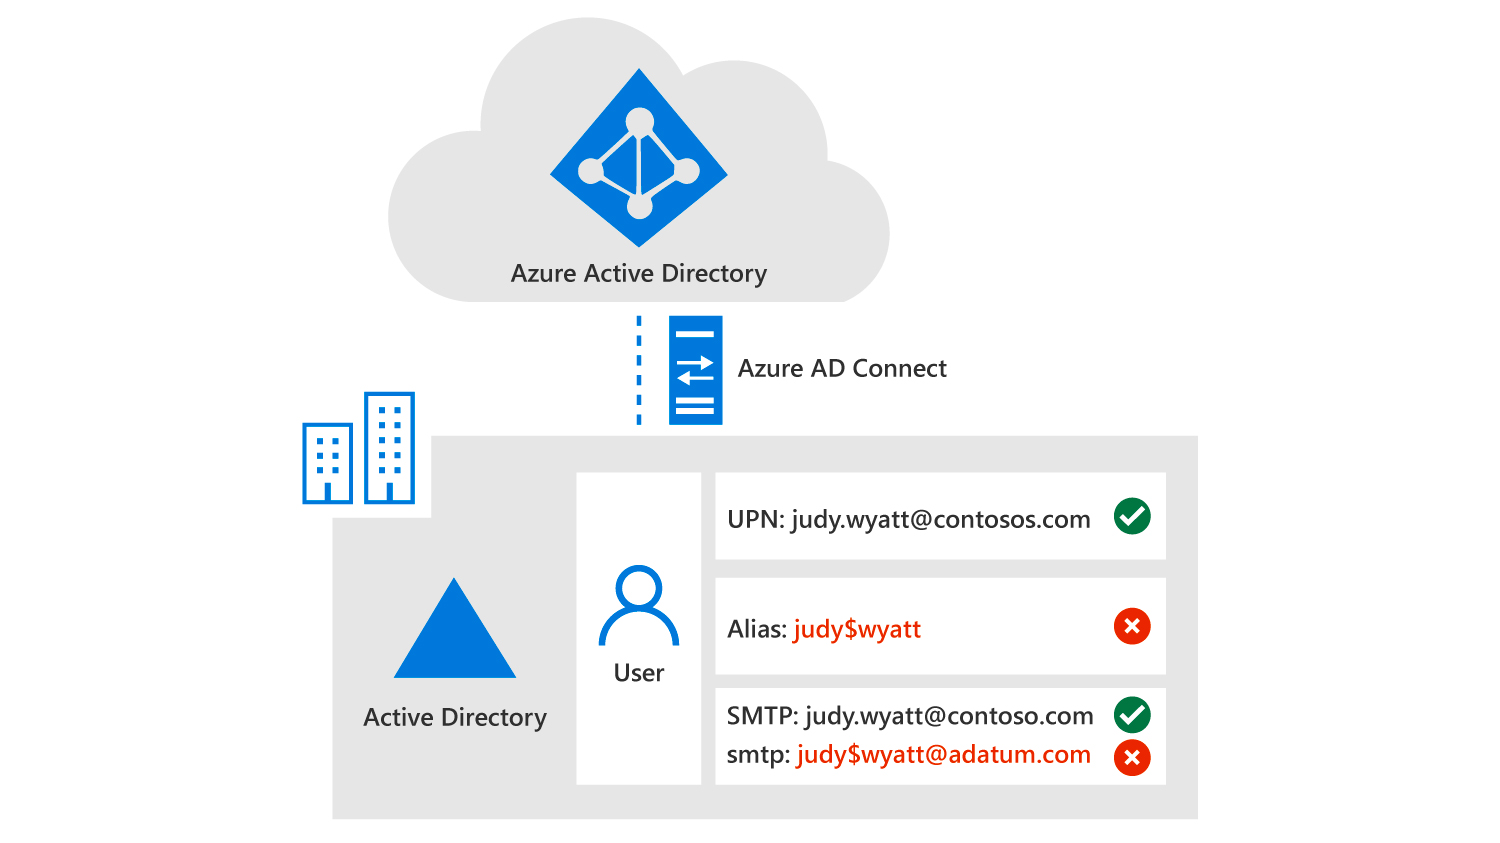 Azure Active Directory
Azure AD Connect
UPN: judy.wyatt@contosos.com
Alias: judy$wyatt
User
SMTP: judy.wyatt@contoso.com
smtp: judy$wyatt@adatum.com
Active Directory